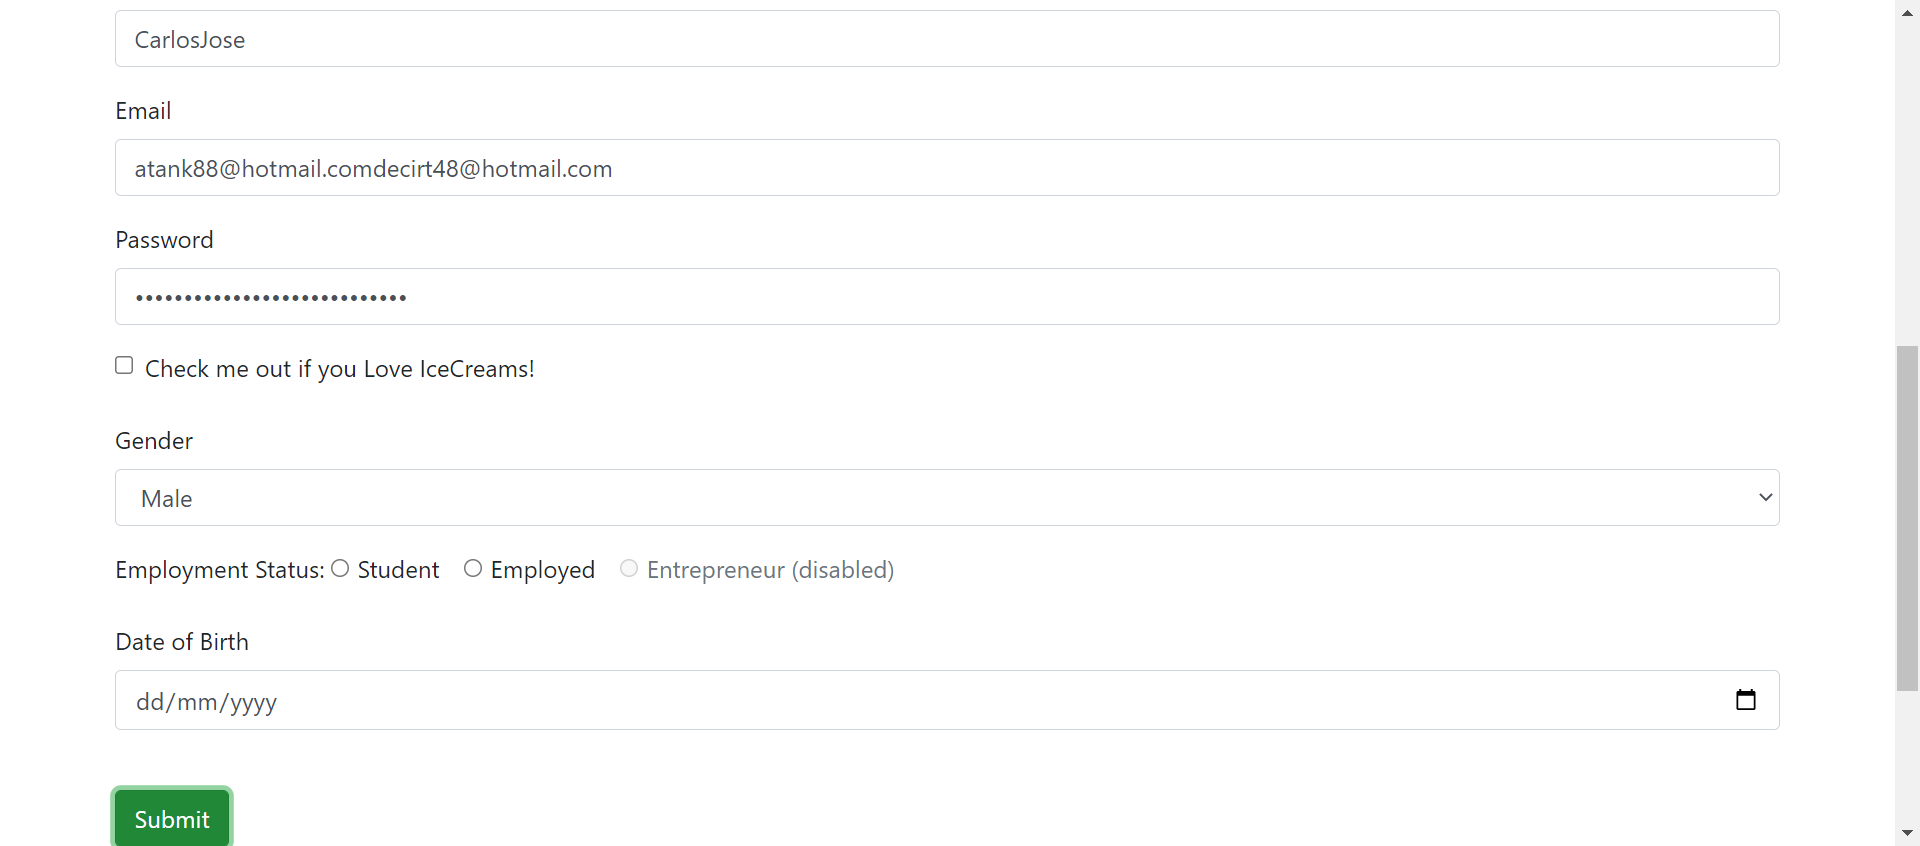 CarlosJose
Email
atank88@hotmail.comdecirt48@hotmail.com
Password
••••••••••••••••••••••••••••
Check me out if you Love IceCreams!
Gender
Male
Employment Status: Student Employed Entrepreneur (disabled)
Date of Birth
dd/mm/yyyy
Submit